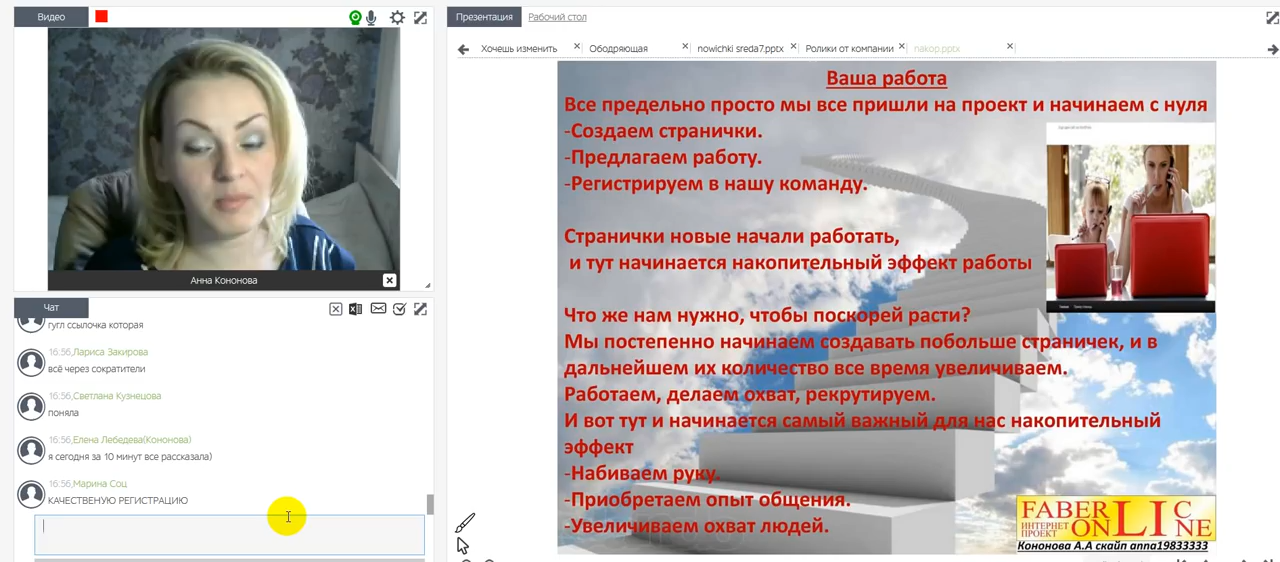 Видео
Анна Кононова
Чат
гугл ссылочка которая
16:56, Лариса Закирова
всё через сократители
16:56, Светлана Кузнецова
поняла
16:56, Елена Лебедева(Кононова)
я сегодня за 10 минут все рассказала)
16:56, Марина Соц
КАЧЕСТВЕНУЮ РЕГИСТРАЦИЮ
Презентация Рабочий стол
Хочешь изменить Ободряющая nowichki sreda7.pptx Ролики от компании nakop.pptx
Ваша работа
Все предельно просто мы все пришли на проект и начинаем с нуля
-Создаем странички.
-Предлагаем работу.
-Регистрируем в нашу команду.
Странички новые начали работать,
и тут начинается накопительный эффект работы
Что же нам нужно, чтобы поскорей расти?
Мы постепенно начинаем создавать побольше страничек, и в
дальнейшем их количество все время увеличиваем.
Работаем, делаем охват, рекрутируем.
И вот тут и начинается самый важный для нас накопительный
эффект
-Набиваем руку.
-Приобретаем опыт общения.
-Увеличиваем охват людей.
FABERLIC
ИНТЕРНЕТ ПРОЕКТ ONLINE
Кононова А.А скайп anna19833333